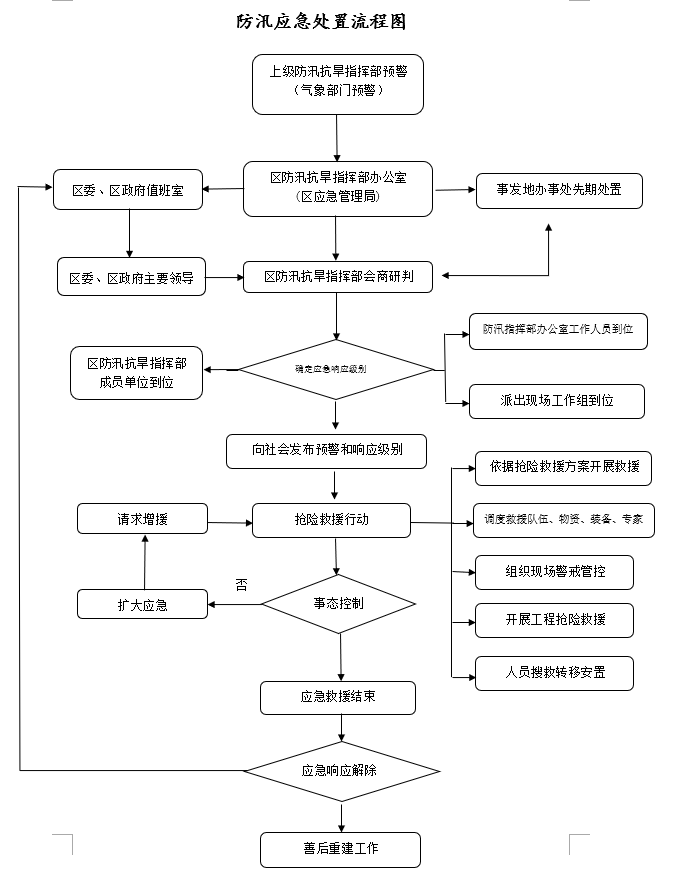 防汛应急处置流程图
上级防汛抗旱指挥部预警
（气象部门预警）
区委、区政府值班室
区防汛抗旱指挥部办公室
(区应急管理局)
事发地办事处先期处置
区委、区政府主要领导
区防汛抗旱指挥部会商研判
防汛指挥部办公室工作人员到位
区防汛抗旱指挥部
成员单位到位
确定应急响应级别
派出现场工作组到位
向社会发布预警和响应级别
依据抢险救援方案开展救援
请求增援
抢险救援行动
调度救援队伍、物资、装备、专家
组织现场警戒管控
否
扩大应急
事态控制
开展工程抢险救援
人员搜救转移安置
应急救援结束
应急响应解除
善后重建工作